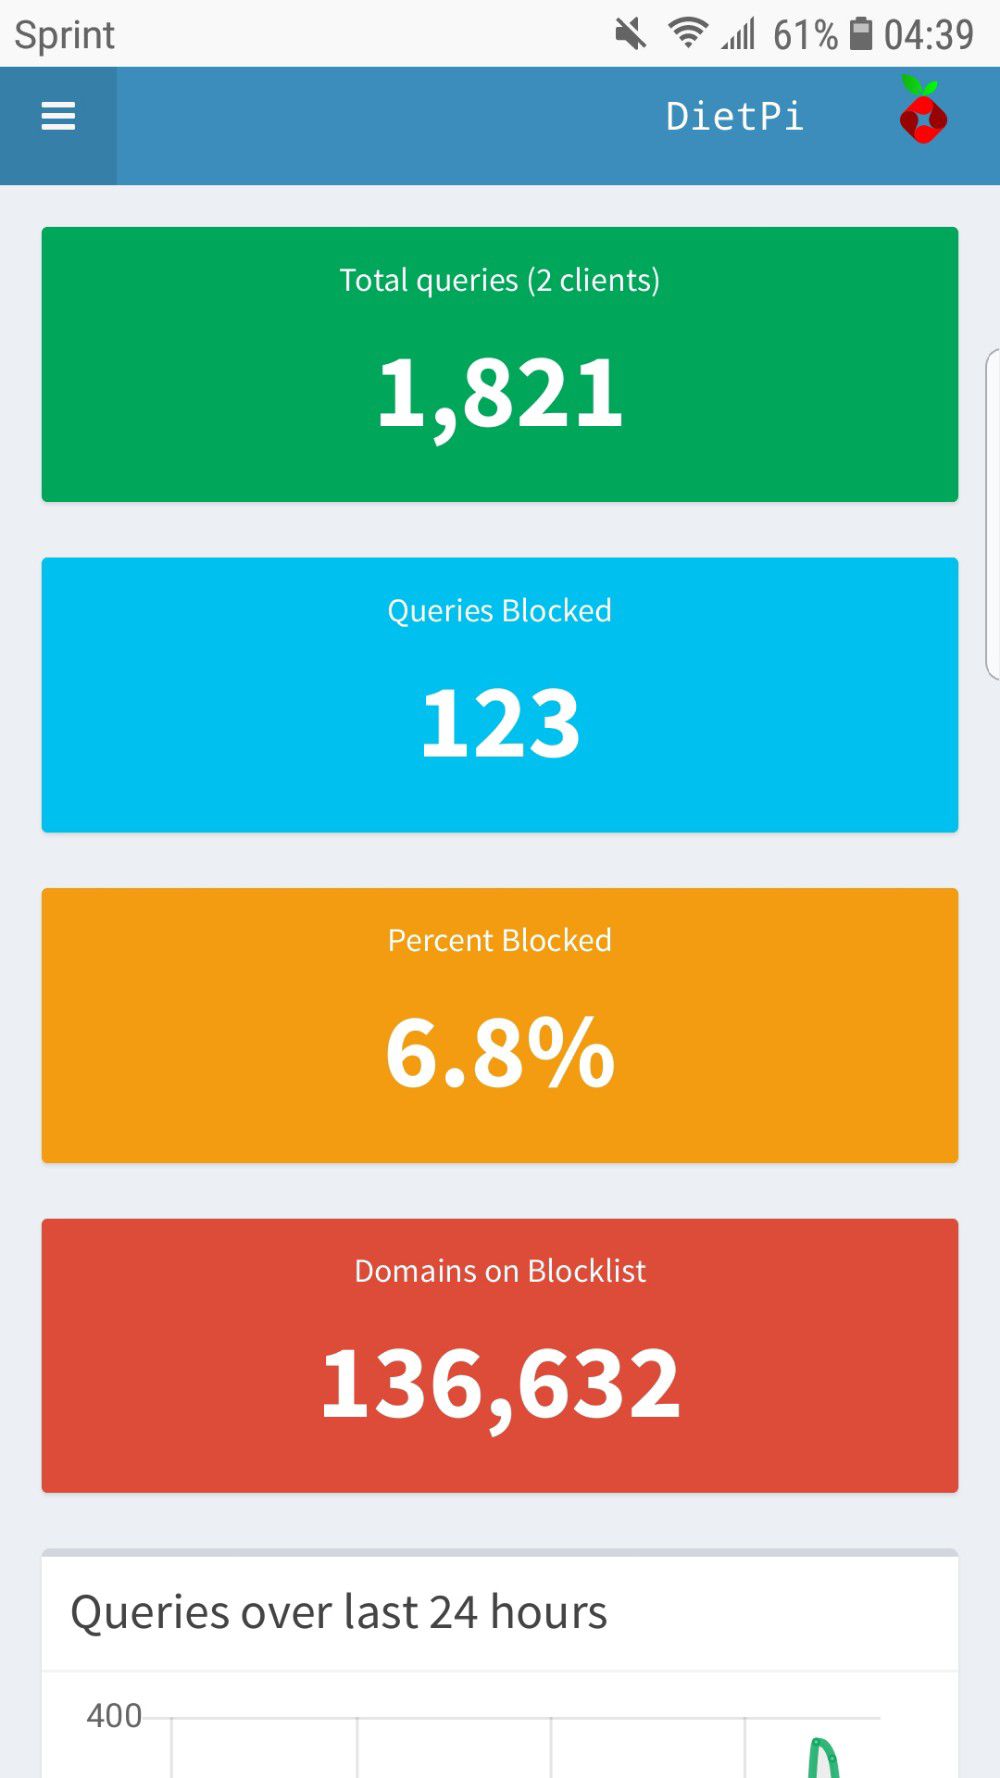 Sprint 61% 04:39
DietPi
Total queries (2 clients)
1,821
Queries Blocked
123
Percent Blocked
6.8%
Domains on Blocklist
136,632
Queries over last 24 hours
400